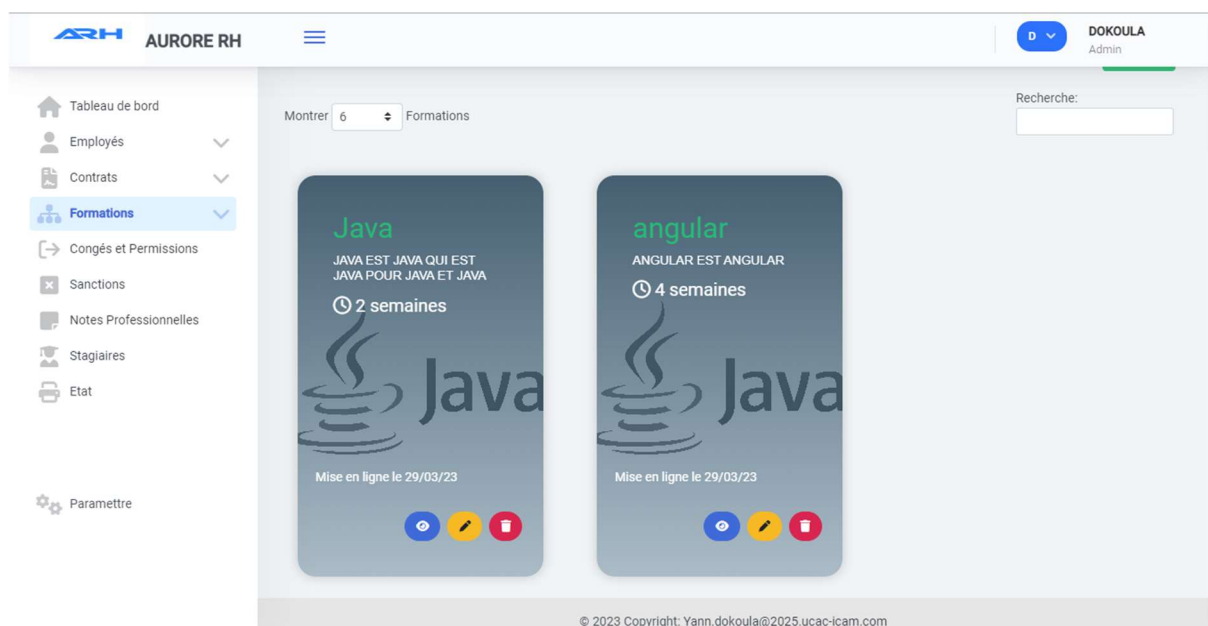 ARH AURORE RH
D
DOKOULA
Admin
Tableau de bord
Employés
Contrats
Formations
Congés et Permissions
Sanctions
Notes Professionnelles
Stagiaires
Etat
Paramettre
Montrer 6 Formations
Recherche:
Java
JAVA EST JAVA QUI EST
JAVA POUR JAVA ET JAVA
2 semaines
Java
Mise en ligne le 29/03/23
angular
ANGULAR EST ANGULAR
4 semaines
Java
Mise en ligne le 29/03/23
© 2023 Copyright: Yann.dokoula@2025.ucac-icam.com